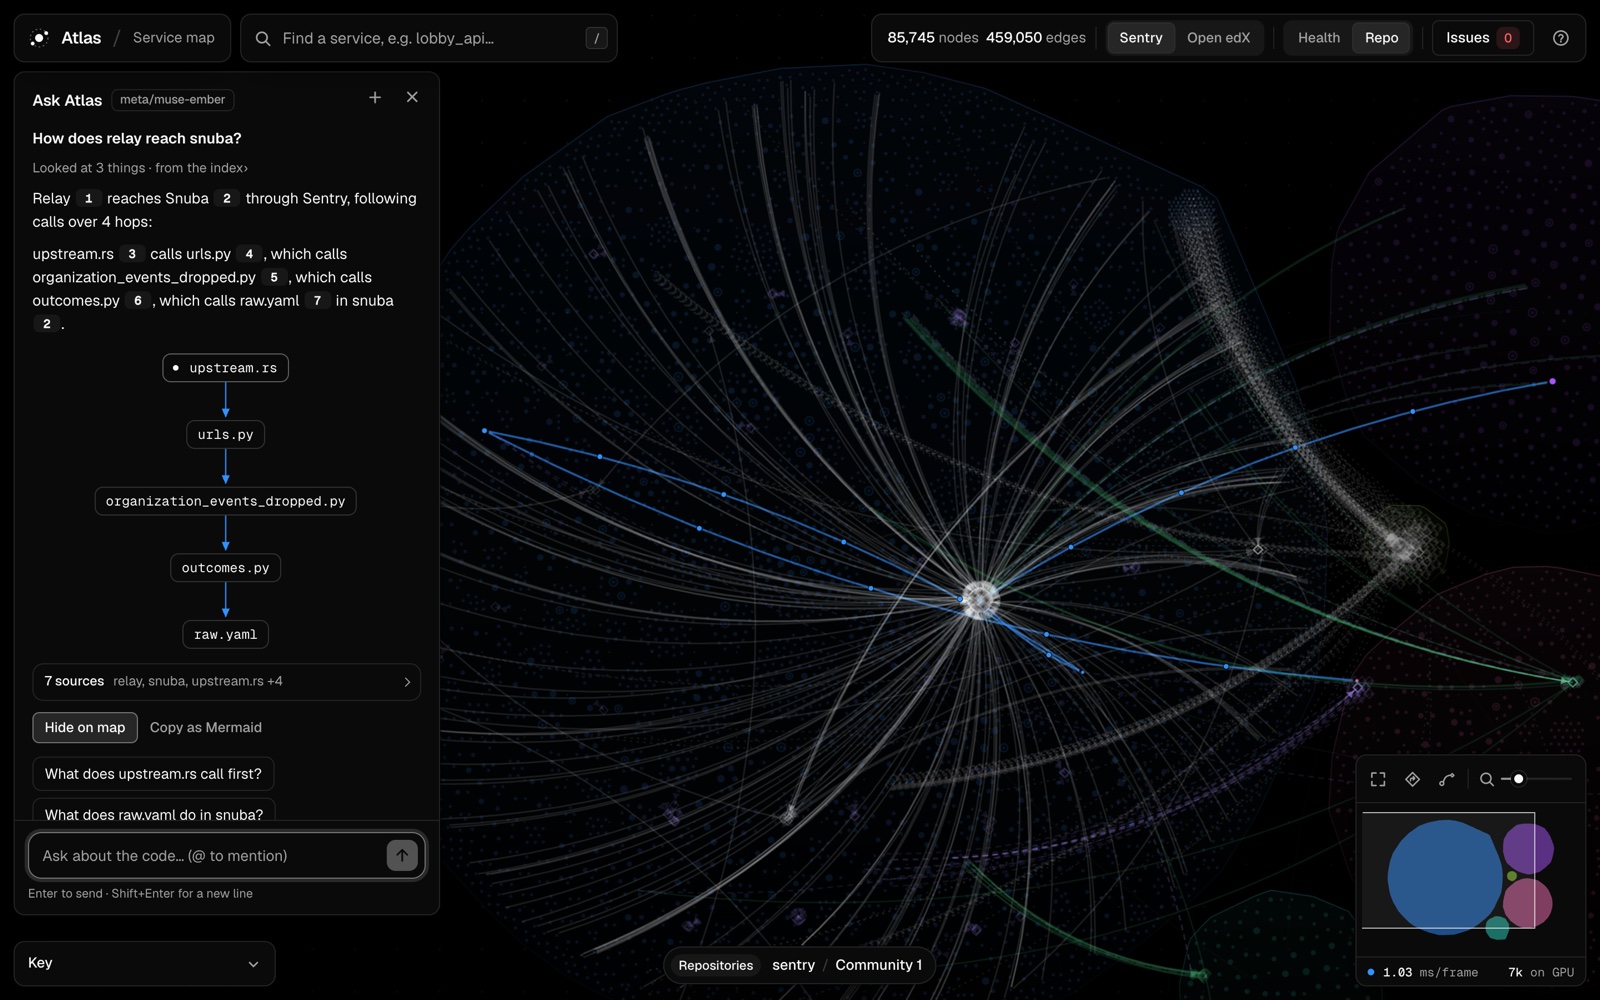 Atlas / Service map
Find a service, e.g. lobby_api... /
85,745 nodes 459,050 edges
Sentry Open edX
Health Repo
Issues 0
Ask Atlas meta/muse-ember
How does relay reach snuba?
Looked at 3 things · from the index›
Relay 1 reaches Snuba 2 through Sentry, following
calls over 4 hops:
upstream.rs 3 calls urls.py 4 , which calls
organization_events_dropped.py 5 , which calls
outcomes.py 6 , which calls raw.yaml 7 in snuba
2 .
upstream.rs
urls.py
organization_events_dropped.py
outcomes.py
raw.yaml
7 sources relay, snuba, upstream.rs +4
Hide on map Copy as Mermaid
What does upstream.rs call first?
What does raw.yaml do in snuba?
Ask about the code... (@ to mention)
Enter to send · Shift+Enter for a new line
Key
Repositories sentry / Community 1
1.03 ms/frame 7k on GPU